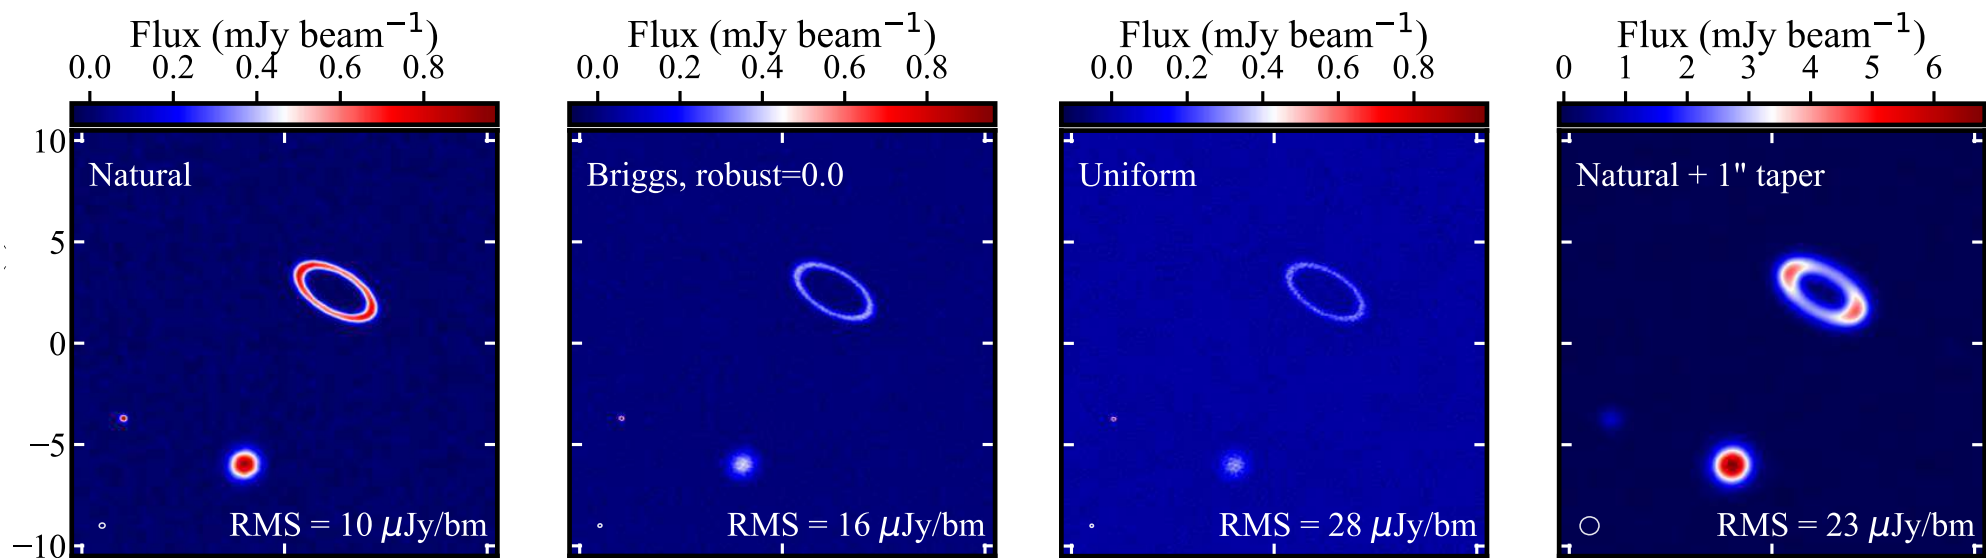 Flux (mJy beam⁻¹)
0.0 0.2 0.4 0.6 0.8
Flux (mJy beam⁻¹)
0.0 0.2 0.4 0.6 0.8
Flux (mJy beam⁻¹)
0.0 0.2 0.4 0.6 0.8
Flux (mJy beam⁻¹)
0 1 2 3 4 5 6
10
5
0
−5
−10
Natural
RMS = 10 μJy/bm
Briggs, robust=0.0
RMS = 16 μJy/bm
Uniform
RMS = 28 μJy/bm
Natural + 1" taper
RMS = 23 μJy/bm